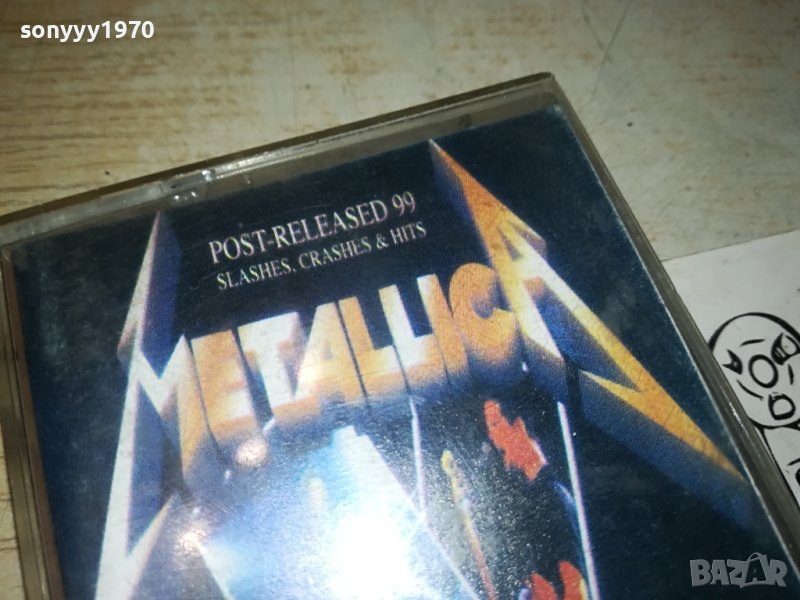 sonyyy1970
POST-RELEASED 99
SLASHES, CRASHES & HITS
METALLICA
BAZAR